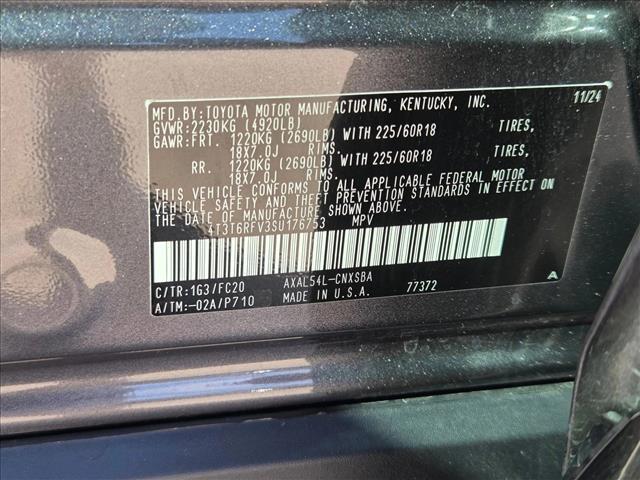 MFD.BY:TOYOTA MOTOR MANUFACTURING, KENTUCKY, INC. 11/24
GVWR:2230KG (4920LB)
GAWR:FRT. 1220KG (2690LB) WITH 225/60R18 TIRES,
18X7.0J RIMS.
RR. 1220KG (2690LB) WITH 225/60R18 TIRES,
18X7.0J RIMS.
THIS VEHICLE CONFORMS TO ALL APPLICABLE FEDERAL MOTOR
VEHICLE SAFETY AND THEFT PREVENTION STANDARDS IN EFFECT ON
THE DATE OF MANUFACTURE SHOWN ABOVE.
4T3T6RFV3SU176753 MPV
C/TR:1G3/FC20 AXAL54L-CNXSBA A
A/TM:-02A/P710 MADE IN U.S.A. 77372